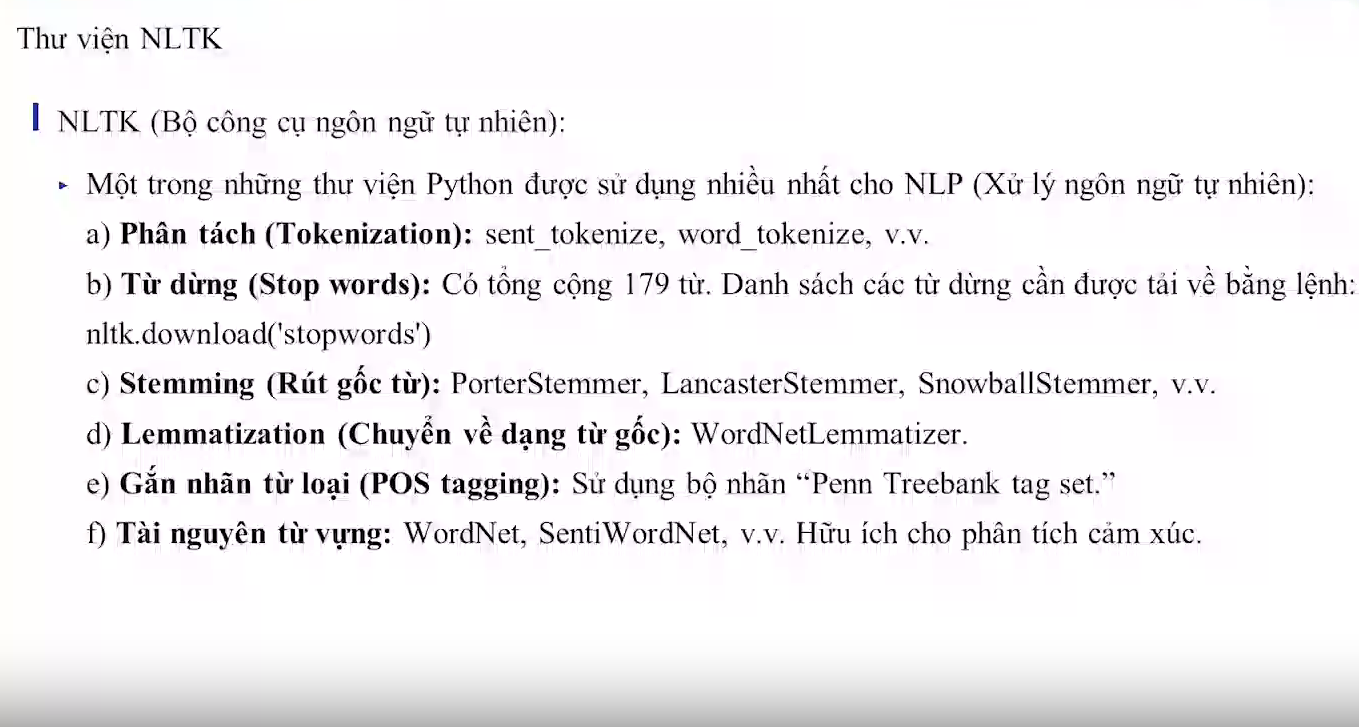 Thư viện NLTK
NLTK (Bộ công cụ ngôn ngữ tự nhiên):
Một trong những thư viện Python được sử dụng nhiều nhất cho NLP (Xử lý ngôn ngữ tự nhiên):
a) Phân tách (Tokenization): sent_tokenize, word_tokenize, v.v.
b) Từ dừng (Stop words): Có tổng cộng 179 từ. Danh sách các từ dừng cần được tải về bằng lệnh:
nltk.download('stopwords')
c) Stemming (Rút gốc từ): PorterStemmer, LancasterStemmer, SnowballStemmer, v.v.
d) Lemmatization (Chuyển về dạng từ gốc): WordNetLemmatizer.
e) Gắn nhãn từ loại (POS tagging): Sử dụng bộ nhãn “Penn Treebank tag set.”
f) Tài nguyên từ vựng: WordNet, SentiWordNet, v.v. Hữu ích cho phân tích cảm xúc.